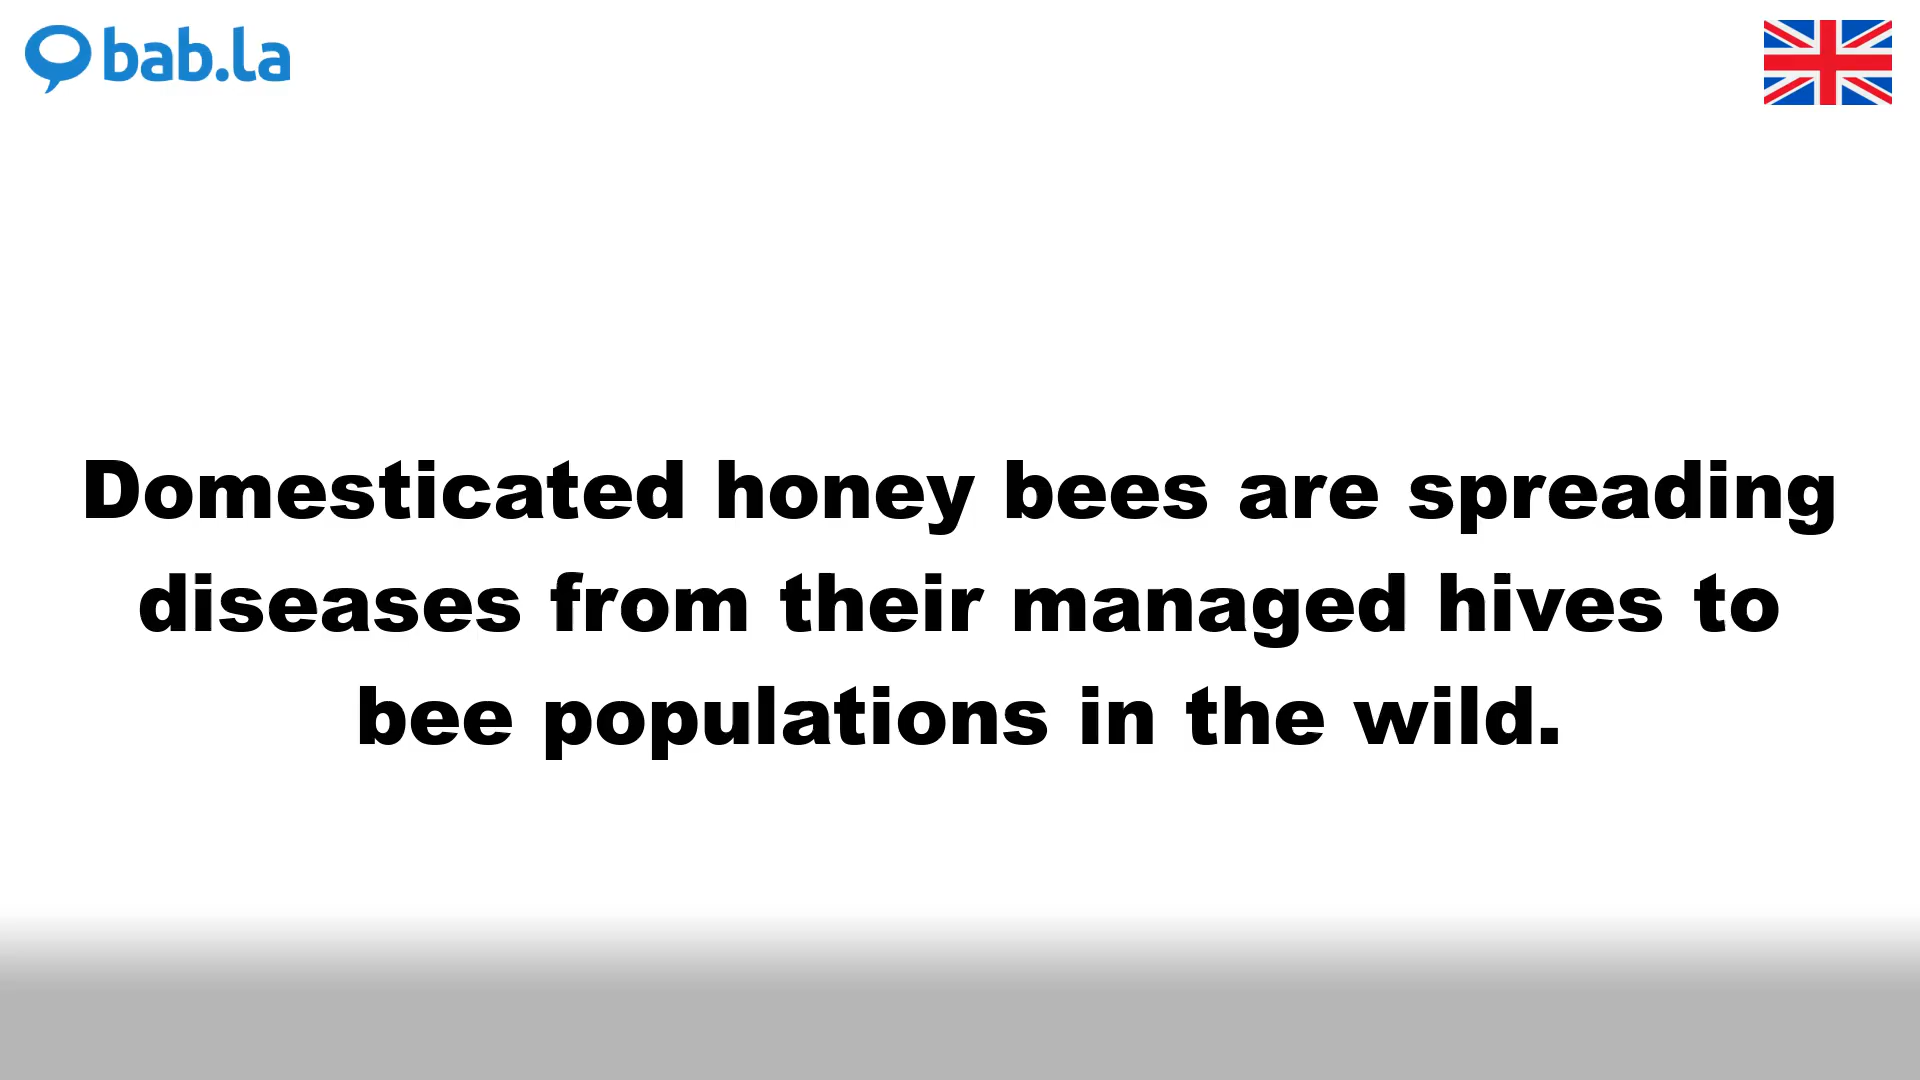 bab.la
Domesticated honey bees are spreading
diseases from their managed hives to
bee populations in the wild.